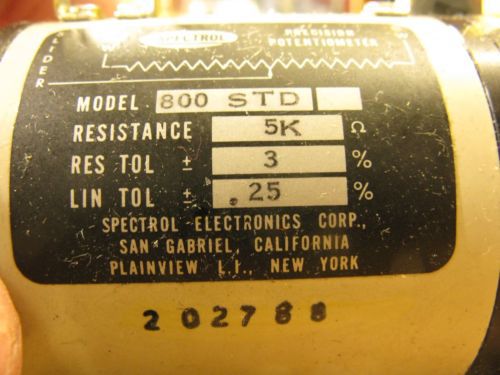 SPECTROL
PRECISION
POTENTIOMETER
SLIDER
MODEL 800 STD
RESISTANCE 5K Ω
RES TOL ± 3 %
LIN TOL ± .25 %
SPECTROL ELECTRONICS CORP.,
SAN GABRIEL, CALIFORNIA
PLAINVIEW L.I., NEW YORK
202788